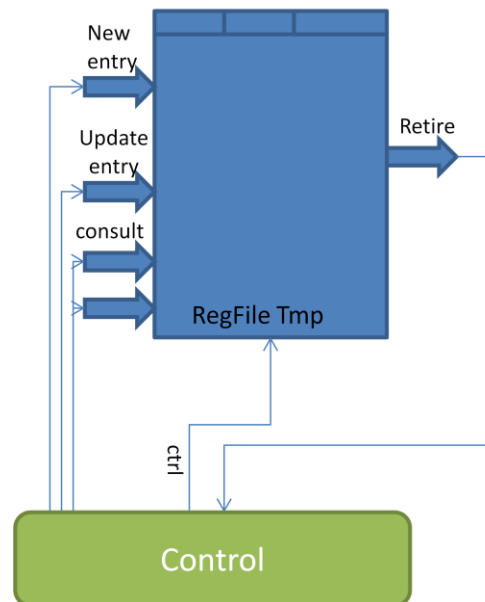 New
entry
Retire
Update
entry
consult
RegFile Tmp
ctrl
Control